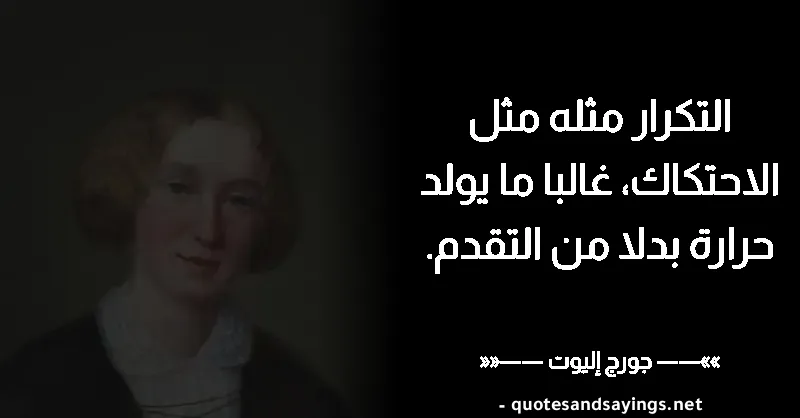 التكرار مثله مثل
الاحتكاك، غالبا ما يولد
حرارة بدلا من التقدم.
»»——— جورج إليوت ———««
- quotesandsayings.net